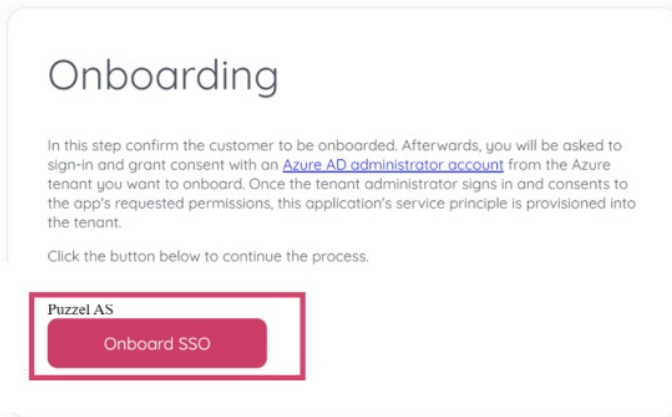 Onboarding
In this step confirm the customer to be onboarded. Afterwards, you will be asked to
sign-in and grant consent with an Azure AD administrator account from the Azure
tenant you want to onboard. Once the tenant administrator signs in and consents to
the app's requested permissions, this application's service principle is provisioned into
the tenant.
Click the button below to continue the process.
Puzzel AS
Onboard SSO